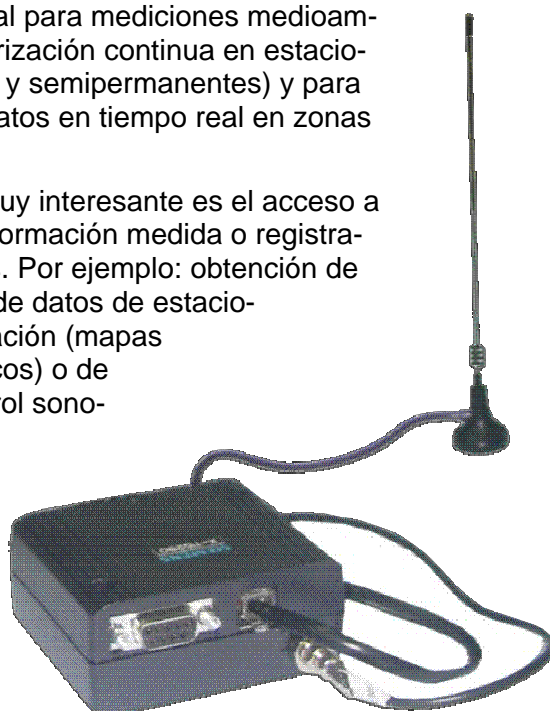 al para mediciones medioam-
rización continua en estacio-
y semipermanentes) y para
atos en tiempo real en zonas
uy interesante es el acceso a
formación medida o registra-
s. Por ejemplo: obtención de
de datos de estacio-
ación (mapas
cos) o de
rol sono-